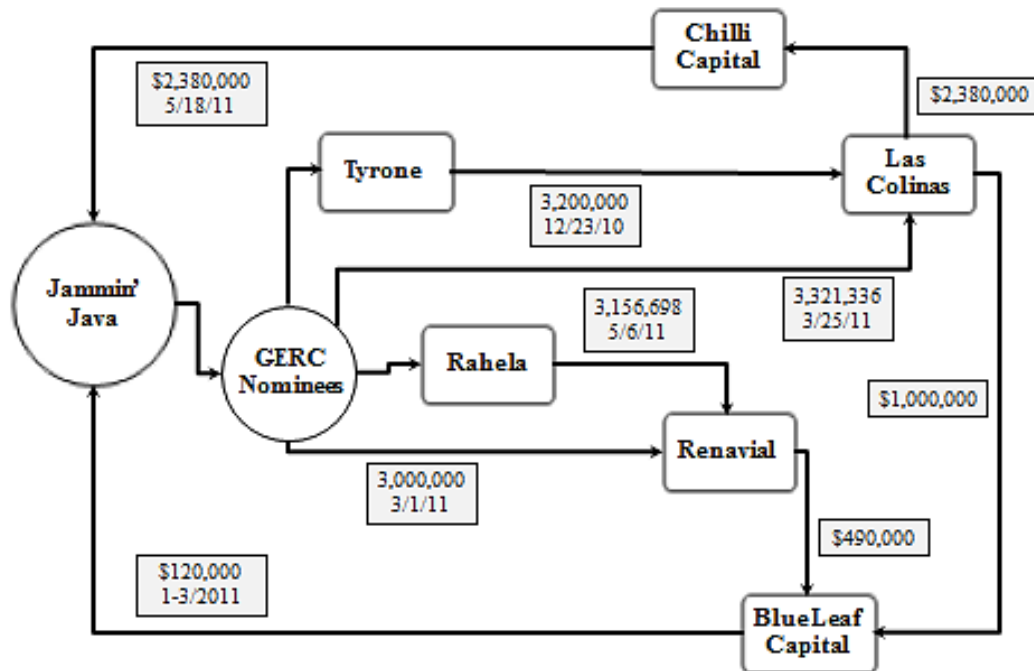 Chilli
Capital
$2,380,000
5/18/11
$2,380,000
Tyrone
Las
Colinas
3,200,000
12/23/10
Jammin'
Java
3,156,698
5/6/11
3,321,336
3/25/11
GERC
Nominees
Rahela
$1,000,000
Renavial
3,000,000
3/1/11
$490,000
$120,000
1-3/2011
BlueLeaf
Capital